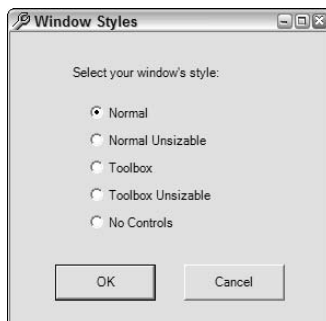 Window Styles
Select your window's style:
Normal
Normal Unsizable
Toolbox
Toolbox Unsizable
No Controls
OK Cancel